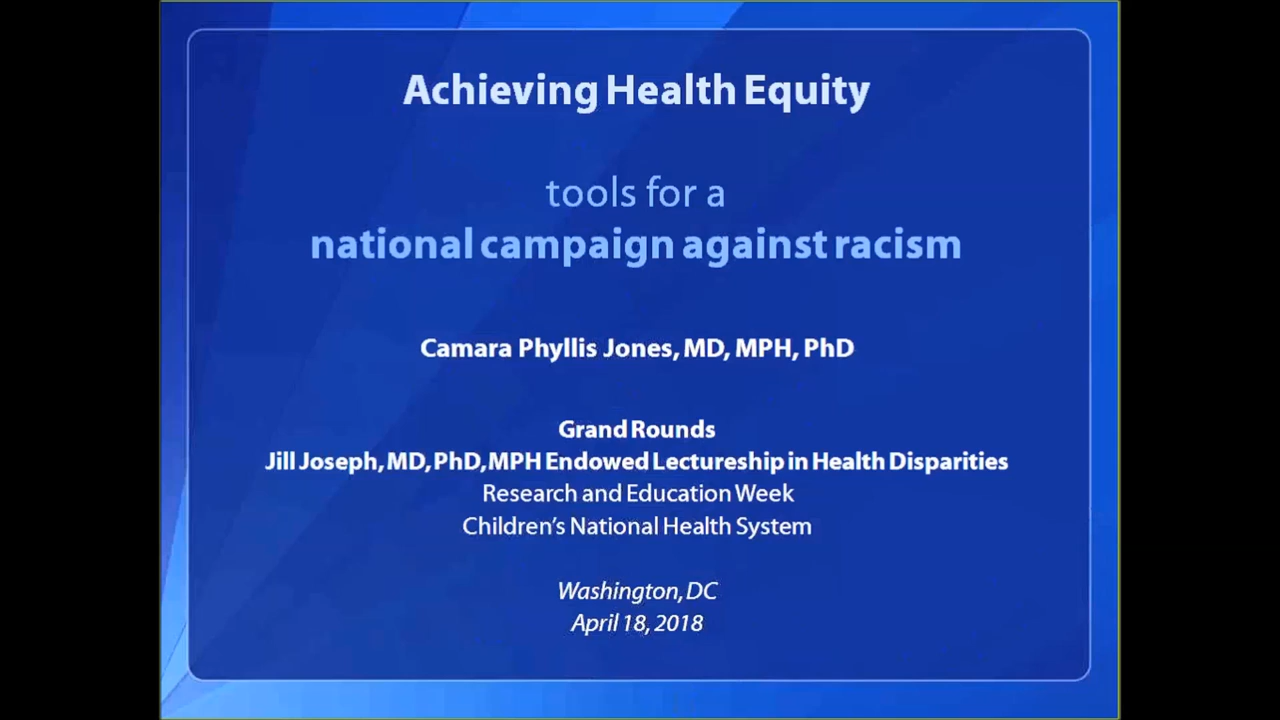 Achieving Health Equity
tools for a
national campaign against racism
Camara Phyllis Jones, MD, MPH, PhD
Grand Rounds
Jill Joseph, MD, PhD, MPH Endowed Lectureship in Health Disparities
Research and Education Week
Children’s National Health System
Washington, DC
April 18, 2018